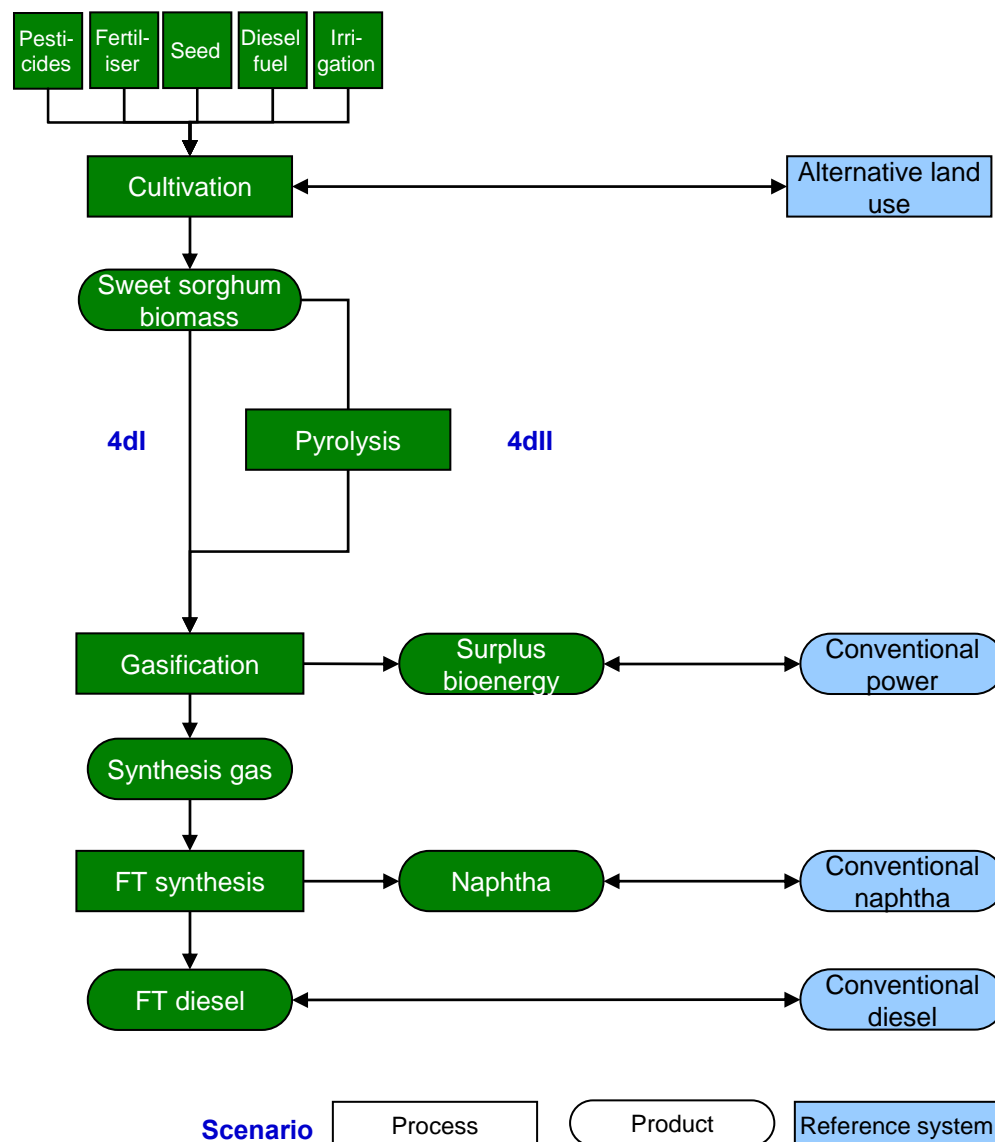 Pesti-
cides
Fertil-
iser
Seed
Diesel
fuel
Irri-
gation
Cultivation
Alternative land
use
Sweet sorghum
biomass
4dI
Pyrolysis
4dII
Gasification
Surplus
bioenergy
Conventional
power
Synthesis gas
FT synthesis
Naphtha
Conventional
naphtha
FT diesel
Conventional
diesel
Scenario
Process
Product
Reference system